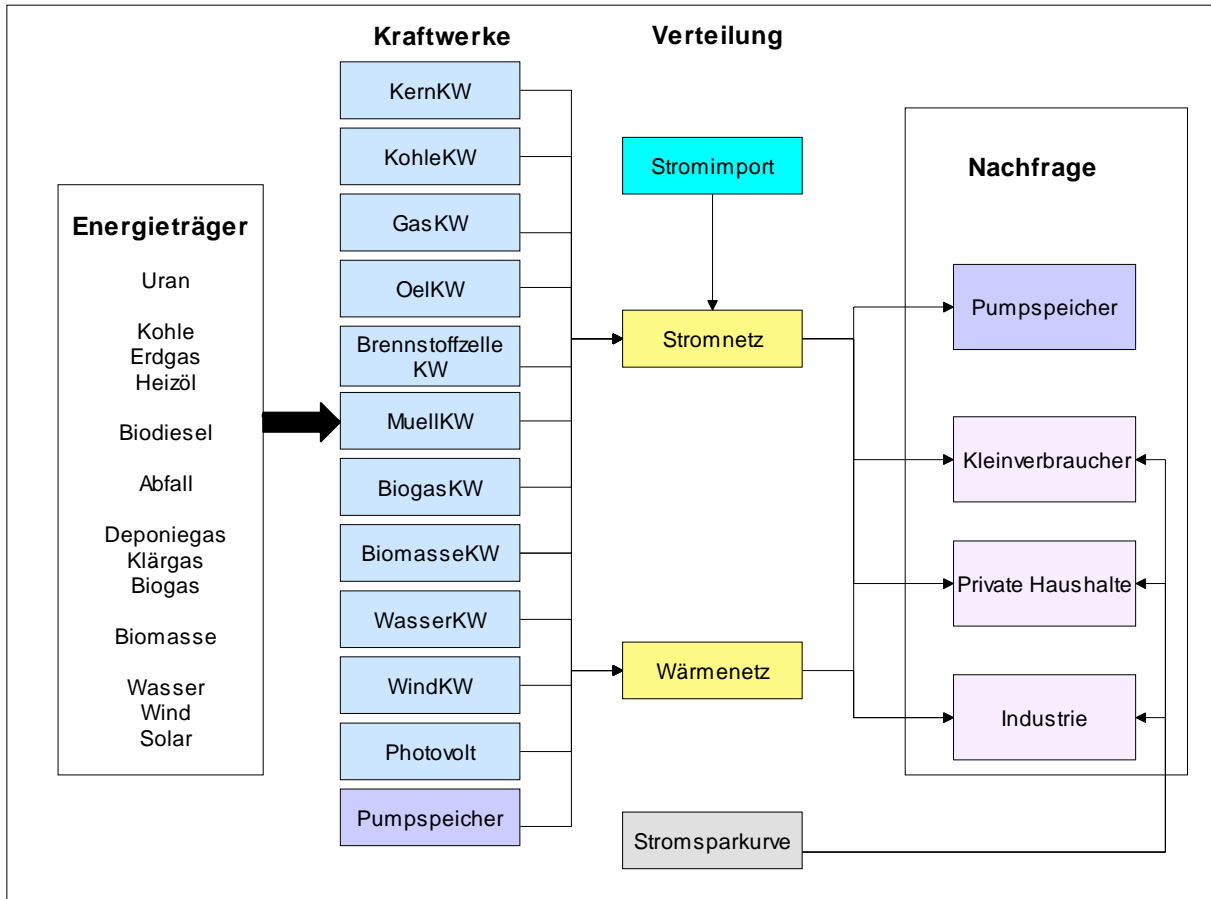 Kraftwerke
Verteilung
KernKW
KohleKW
GasKW
OelKW
Brennstoffzelle
KW
MuellKW
BiogasKW
BiomasseKW
WasserKW
WindKW
Photovolt
Pumpspeicher
Energieträger
Uran
Kohle
Erdgas
Heizöl
Biodiesel
Abfall
Deponiegas
Klärgas
Biogas
Biomasse
Wasser
Wind
Solar
Stromimport
Stromnetz
Wärmenetz
Stromsparkurve
Nachfrage
Pumpspeicher
Kleinverbraucher
Private Haushalte
Industrie